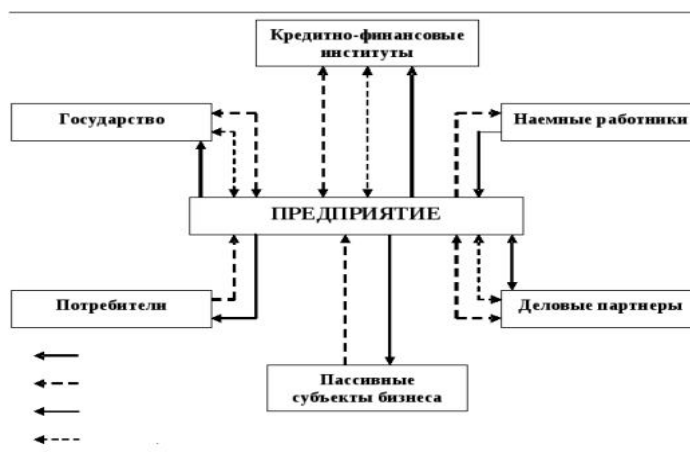 Кредитно-финансовые
институты
Государство
Наемные работники
ПРЕДПРИЯТИЕ
Потребители
Деловые партнеры
Пассивные
субъекты бизнеса